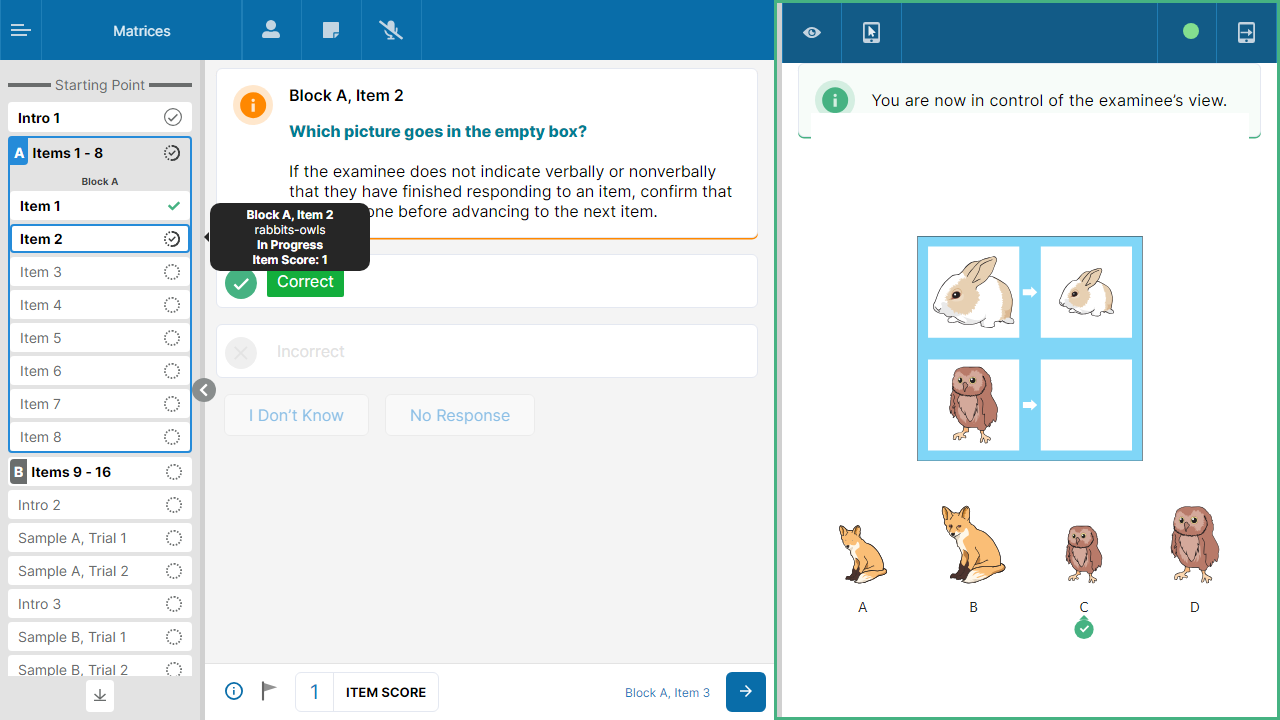 Matrices
Starting Point
Intro 1
A Items 1 - 8
Block A
Item 1
Item 2
Item 3
Item 4
Item 5
Item 6
Item 7
Item 8
B Items 9 - 16
Intro 2
Sample A, Trial 1
Sample A, Trial 2
Intro 3
Sample B, Trial 1
Sample B, Trial 2
Block A, Item 2
Which picture goes in the empty box?
If the examinee does not indicate verbally or nonverbally
that they have finished responding to an item, confirm that
one before advancing to the next item.
Block A, Item 2
rabbits-owls
In Progress
Item Score: 1
Correct
Incorrect
I Don't Know
No Response
1 ITEM SCORE
Block A, Item 3
You are now in control of the examinee's view.
A B C D